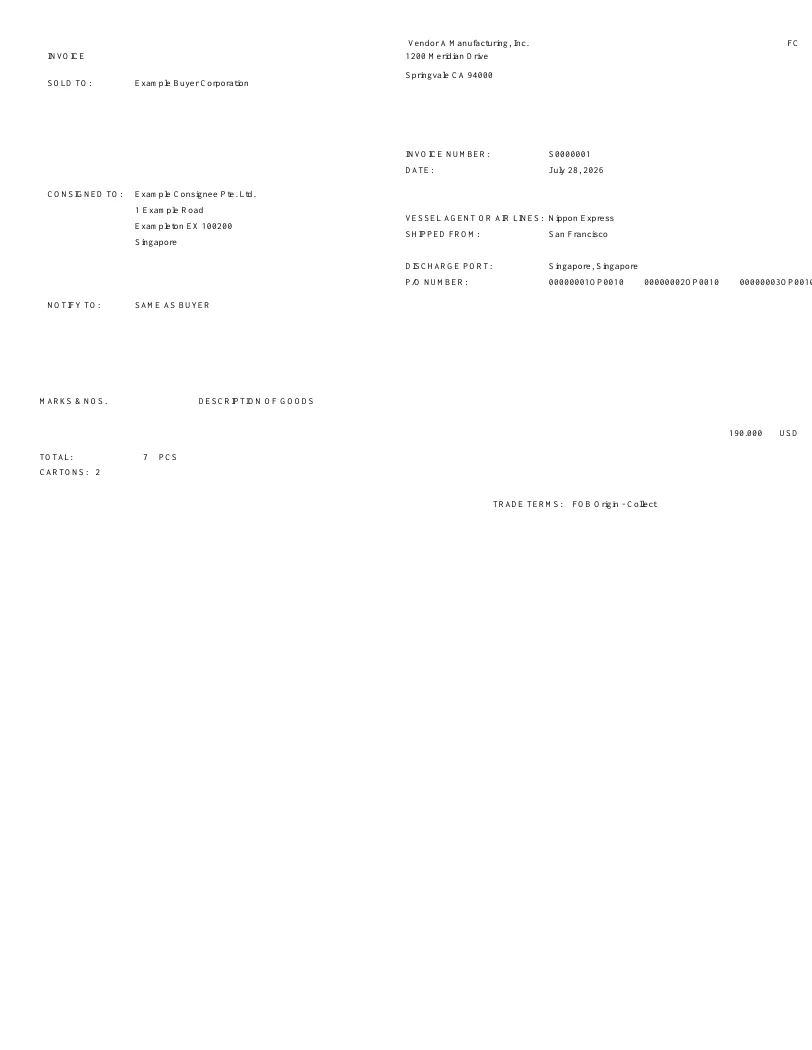 Vendor A Manufacturing, Inc. FC
INVOICE 1200 Meridian Drive
Springvale CA 94000
SOLD TO: Example Buyer Corporation
INVOICE NUMBER: S0000001
DATE: July 28, 2026
CONSIGNED TO: Example Consignee Pte. Ltd.
1 Example Road
VESSEL AGENT OR AIR LINES: Nippon Express
Exampleton EX 100200
SHIPPED FROM: San Francisco
Singapore
DISCHARGE PORT: Singapore, Singapore
P/O NUMBER: 00000001OP0010 00000002OP0010 00000003OP0010
NOTIFY TO: SAME AS BUYER
MARKS & NOS. DESCRIPTION OF GOODS
190.000 USD
TOTAL: 7 PCS
CARTONS: 2
TRADE TERMS: FOB Origin - Collect